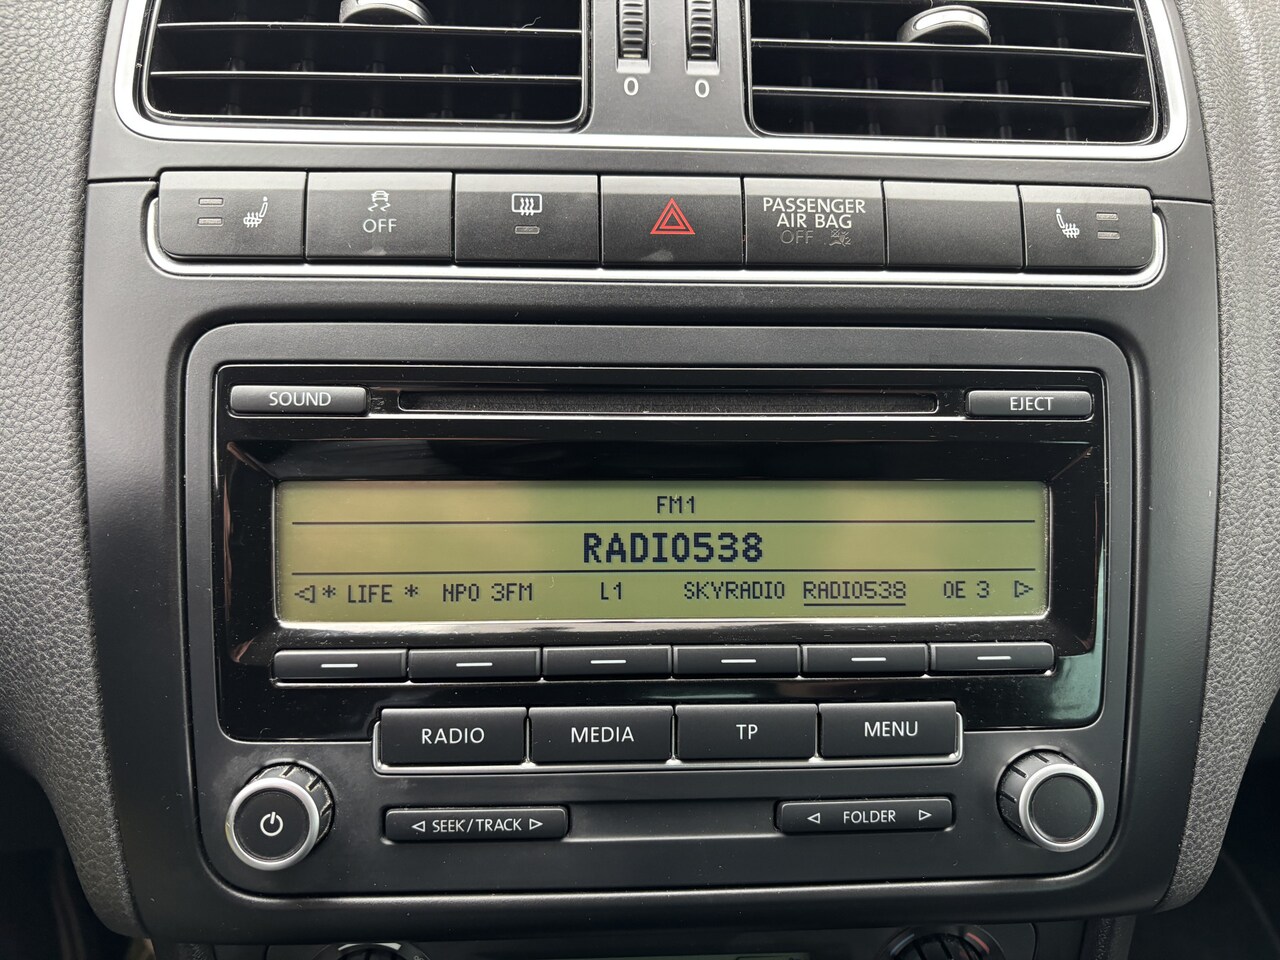 0 0
OFF
PASSENGER
AIR BAG
OFF
SOUND EJECT
FM1
RADIO538
* LIFE * NPO 3FM L1 SKYRADIO RADIO538 OE 3
RADIO MEDIA TP MENU
SEEK/TRACK FOLDER